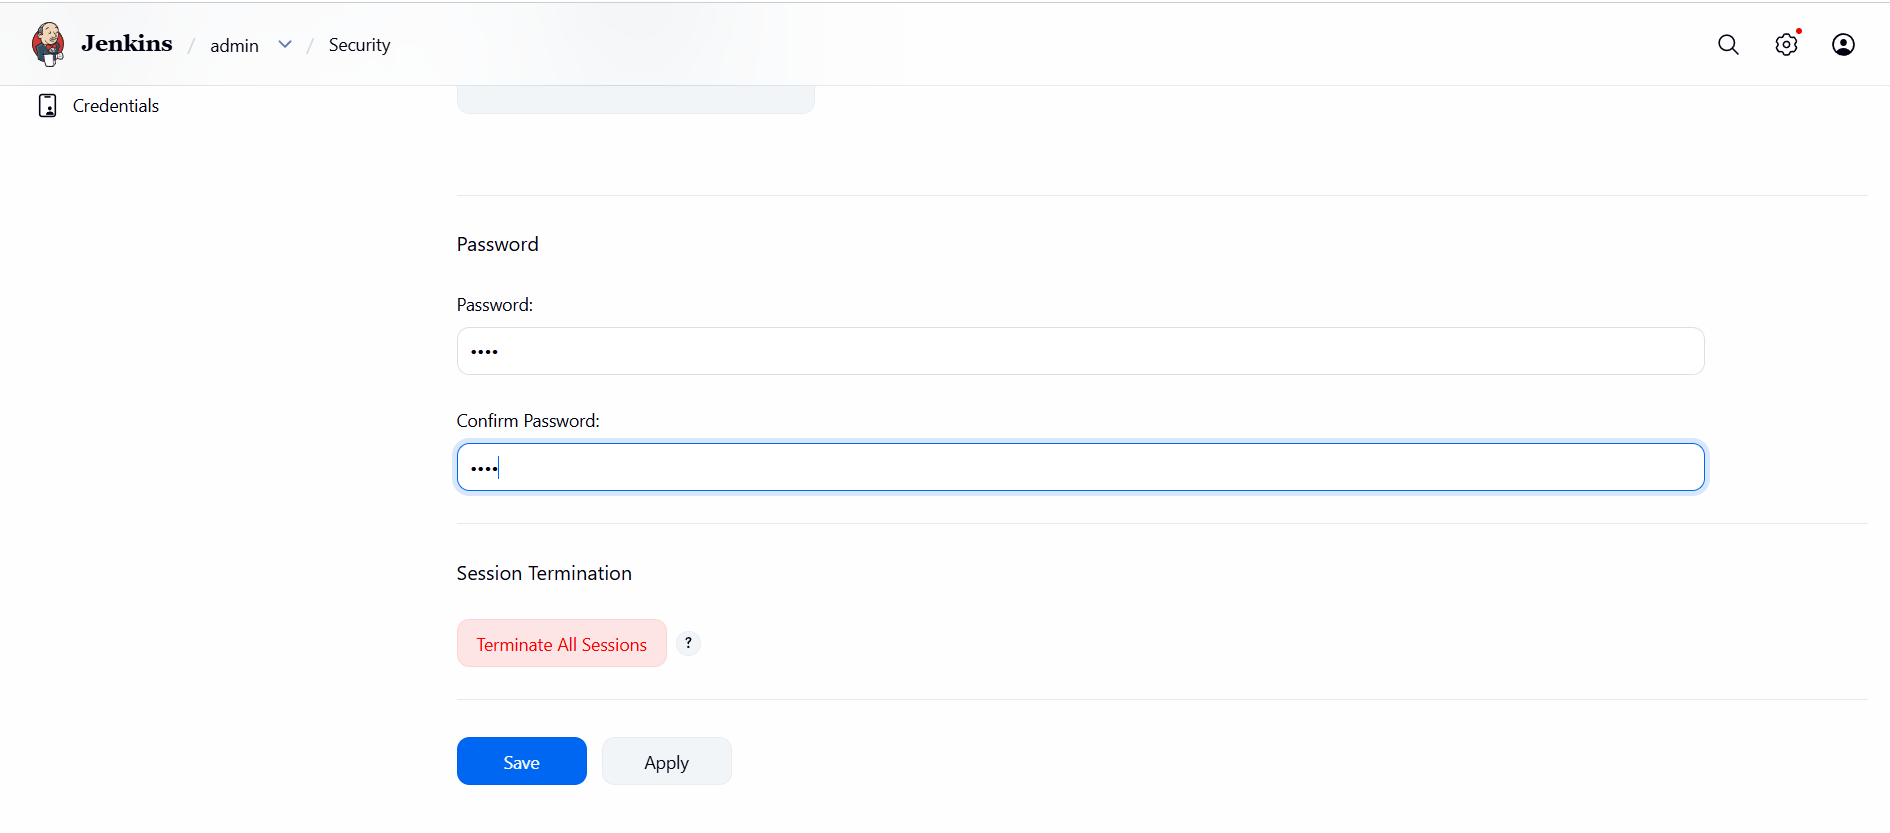 Jenkins / admin / Security
Credentials
Password
Password:
••••
Confirm Password:
••••
Session Termination
Terminate All Sessions ?
Save Apply